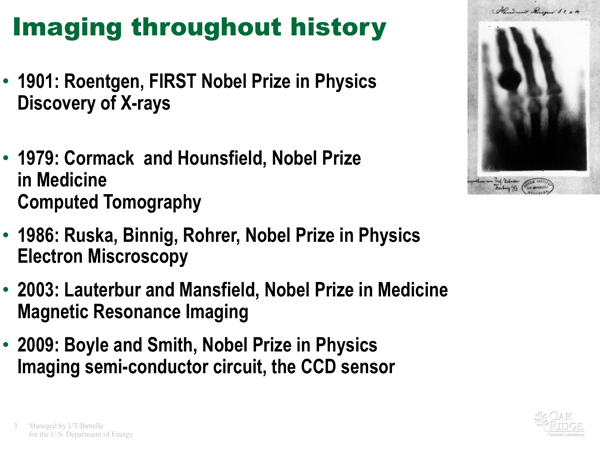 Imaging throughout history
• 1901: Roentgen, FIRST Nobel Prize in Physics
Discovery of X-rays
• 1979: Cormack and Hounsfield, Nobel Prize
in Medicine
Computed Tomography
• 1986: Ruska, Binnig, Rohrer, Nobel Prize in Physics
Electron Miscroscopy
• 2003: Lauterbur and Mansfield, Nobel Prize in Medicine
Magnetic Resonance Imaging
• 2009: Boyle and Smith, Nobel Prize in Physics
Imaging semi-conductor circuit, the CCD sensor
3 Managed by UT-Battelle
for the U.S. Department of Energy
OAK
RIDGE
National Laboratory